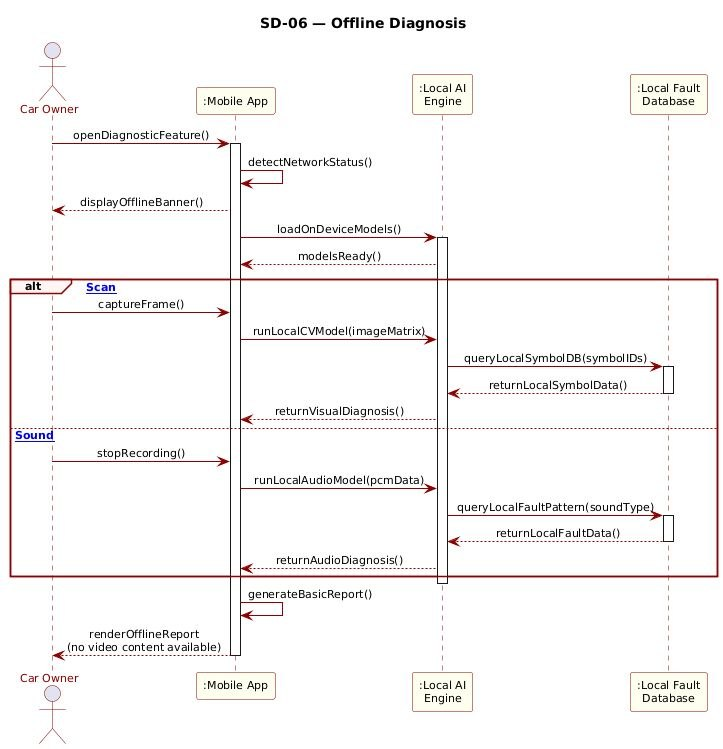 SD-06 — Offline Diagnosis
Car Owner
:Mobile App
:Local AI
Engine
:Local Fault
Database
openDiagnosticFeature()
detectNetworkStatus()
displayOfflineBanner()
loadOnDeviceModels()
modelsReady()
alt
Scan
captureFrame()
runLocalCVModel(imageMatrix)
queryLocalSymbolDB(symbolIDs)
returnLocalSymbolData()
returnVisualDiagnosis()
Sound
stopRecording()
runLocalAudioModel(pcmData)
queryLocalFaultPattern(soundType)
returnLocalFaultData()
returnAudioDiagnosis()
generateBasicReport()
renderOfflineReport
(no video content available)
Car Owner
:Mobile App
:Local AI
Engine
:Local Fault
Database